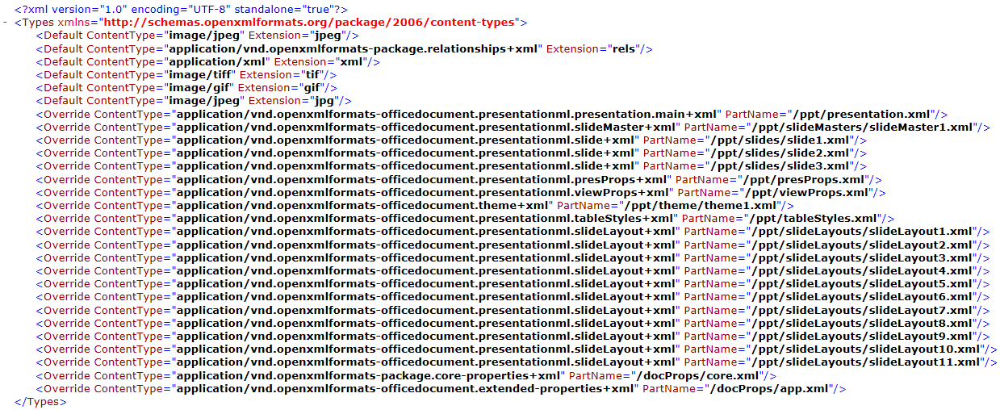 <?xml version="1.0" encoding="UTF-8" standalone="true"?>
- <Types xmlns="http://schemas.openxmlformats.org/package/2006/content-types">
<Default ContentType="image/jpeg" Extension="jpeg"/>
<Default ContentType="application/vnd.openxmlformats-package.relationships+xml" Extension="rels"/>
<Default ContentType="application/xml" Extension="xml"/>
<Default ContentType="image/tiff" Extension="tif"/>
<Default ContentType="image/gif" Extension="gif"/>
<Default ContentType="image/jpeg" Extension="jpg"/>
<Override ContentType="application/vnd.openxmlformats-officedocument.presentationml.presentation.main+xml" PartName="/ppt/presentation.xml"/>
<Override ContentType="application/vnd.openxmlformats-officedocument.presentationml.slideMaster+xml" PartName="/ppt/slideMasters/slideMaster1.xml"/>
<Override ContentType="application/vnd.openxmlformats-officedocument.presentationml.slide+xml" PartName="/ppt/slides/slide1.xml"/>
<Override ContentType="application/vnd.openxmlformats-officedocument.presentationml.slide+xml" PartName="/ppt/slides/slide2.xml"/>
<Override ContentType="application/vnd.openxmlformats-officedocument.presentationml.slide+xml" PartName="/ppt/slides/slide3.xml"/>
<Override ContentType="application/vnd.openxmlformats-officedocument.presentationml.presProps+xml" PartName="/ppt/presProps.xml"/>
<Override ContentType="application/vnd.openxmlformats-officedocument.presentationml.viewProps+xml" PartName="/ppt/viewProps.xml"/>
<Override ContentType="application/vnd.openxmlformats-officedocument.theme+xml" PartName="/ppt/theme/theme1.xml"/>
<Override ContentType="application/vnd.openxmlformats-officedocument.presentationml.tableStyles+xml" PartName="/ppt/tableStyles.xml"/>
<Override ContentType="application/vnd.openxmlformats-officedocument.presentationml.slideLayout+xml" PartName="/ppt/slideLayouts/slideLayout1.xml"/>
<Override ContentType="application/vnd.openxmlformats-officedocument.presentationml.slideLayout+xml" PartName="/ppt/slideLayouts/slideLayout2.xml"/>
<Override ContentType="application/vnd.openxmlformats-officedocument.presentationml.slideLayout+xml" PartName="/ppt/slideLayouts/slideLayout3.xml"/>
<Override ContentType="application/vnd.openxmlformats-officedocument.presentationml.slideLayout+xml" PartName="/ppt/slideLayouts/slideLayout4.xml"/>
<Override ContentType="application/vnd.openxmlformats-officedocument.presentationml.slideLayout+xml" PartName="/ppt/slideLayouts/slideLayout5.xml"/>
<Override ContentType="application/vnd.openxmlformats-officedocument.presentationml.slideLayout+xml" PartName="/ppt/slideLayouts/slideLayout6.xml"/>
<Override ContentType="application/vnd.openxmlformats-officedocument.presentationml.slideLayout+xml" PartName="/ppt/slideLayouts/slideLayout7.xml"/>
<Override ContentType="application/vnd.openxmlformats-officedocument.presentationml.slideLayout+xml" PartName="/ppt/slideLayouts/slideLayout8.xml"/>
<Override ContentType="application/vnd.openxmlformats-officedocument.presentationml.slideLayout+xml" PartName="/ppt/slideLayouts/slideLayout9.xml"/>
<Override ContentType="application/vnd.openxmlformats-officedocument.presentationml.slideLayout+xml" PartName="/ppt/slideLayouts/slideLayout10.xml"/>
<Override ContentType="application/vnd.openxmlformats-officedocument.presentationml.slideLayout+xml" PartName="/ppt/slideLayouts/slideLayout11.xml"/>
<Override ContentType="application/vnd.openxmlformats-package.core-properties+xml" PartName="/docProps/core.xml"/>
<Override ContentType="application/vnd.openxmlformats-officedocument.extended-properties+xml" PartName="/docProps/app.xml"/>
</Types>